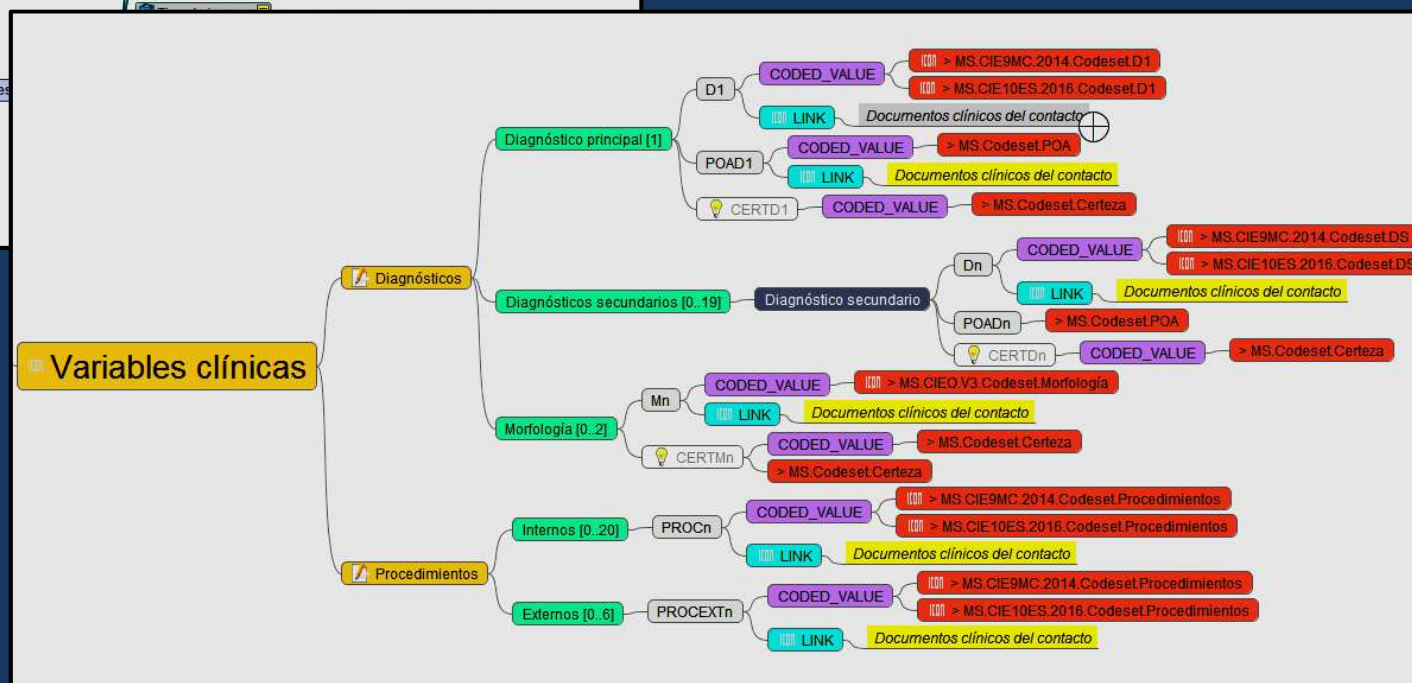 Variables clínicas
Diagnósticos
Diagnóstico principal [1]
D1
CODED_VALUE
> MS.CIE9MC.2014.Codeset.D1
> MS.CIE10ES.2016.Codeset.D1
LINK
Documentos clínicos del contacto
POAD1
CODED_VALUE
> MS.Codeset.POA
LINK
Documentos clínicos del contacto
CERTD1
CODED_VALUE
> MS.Codeset.Certeza
Diagnósticos secundarios [0..19]
Diagnóstico secundario
Dn
CODED_VALUE
> MS.CIE9MC.2014.Codeset.DS
> MS.CIE10ES.2016.Codeset.DS
LINK
Documentos clínicos del contacto
POADn
> MS.Codeset.POA
CERTDn
CODED_VALUE
> MS.Codeset.Certeza
Morfología [0..2]
Mn
CODED_VALUE
> MS.CIEO.V3.Codeset.Morfología
LINK
Documentos clínicos del contacto
CERTMn
CODED_VALUE
> MS.Codeset.Certeza
> MS.Codeset.Certeza
Procedimientos
Internos [0..20]
PROCn
CODED_VALUE
> MS.CIE9MC.2014.Codeset.Procedimientos
> MS.CIE10ES.2016.Codeset.Procedimientos
LINK
Documentos clínicos del contacto
Externos [0..6]
PROCEXTn
CODED_VALUE
> MS.CIE9MC.2014.Codeset.Procedimientos
> MS.CIE10ES.2016.Codeset.Procedimientos
LINK
Documentos clínicos del contacto